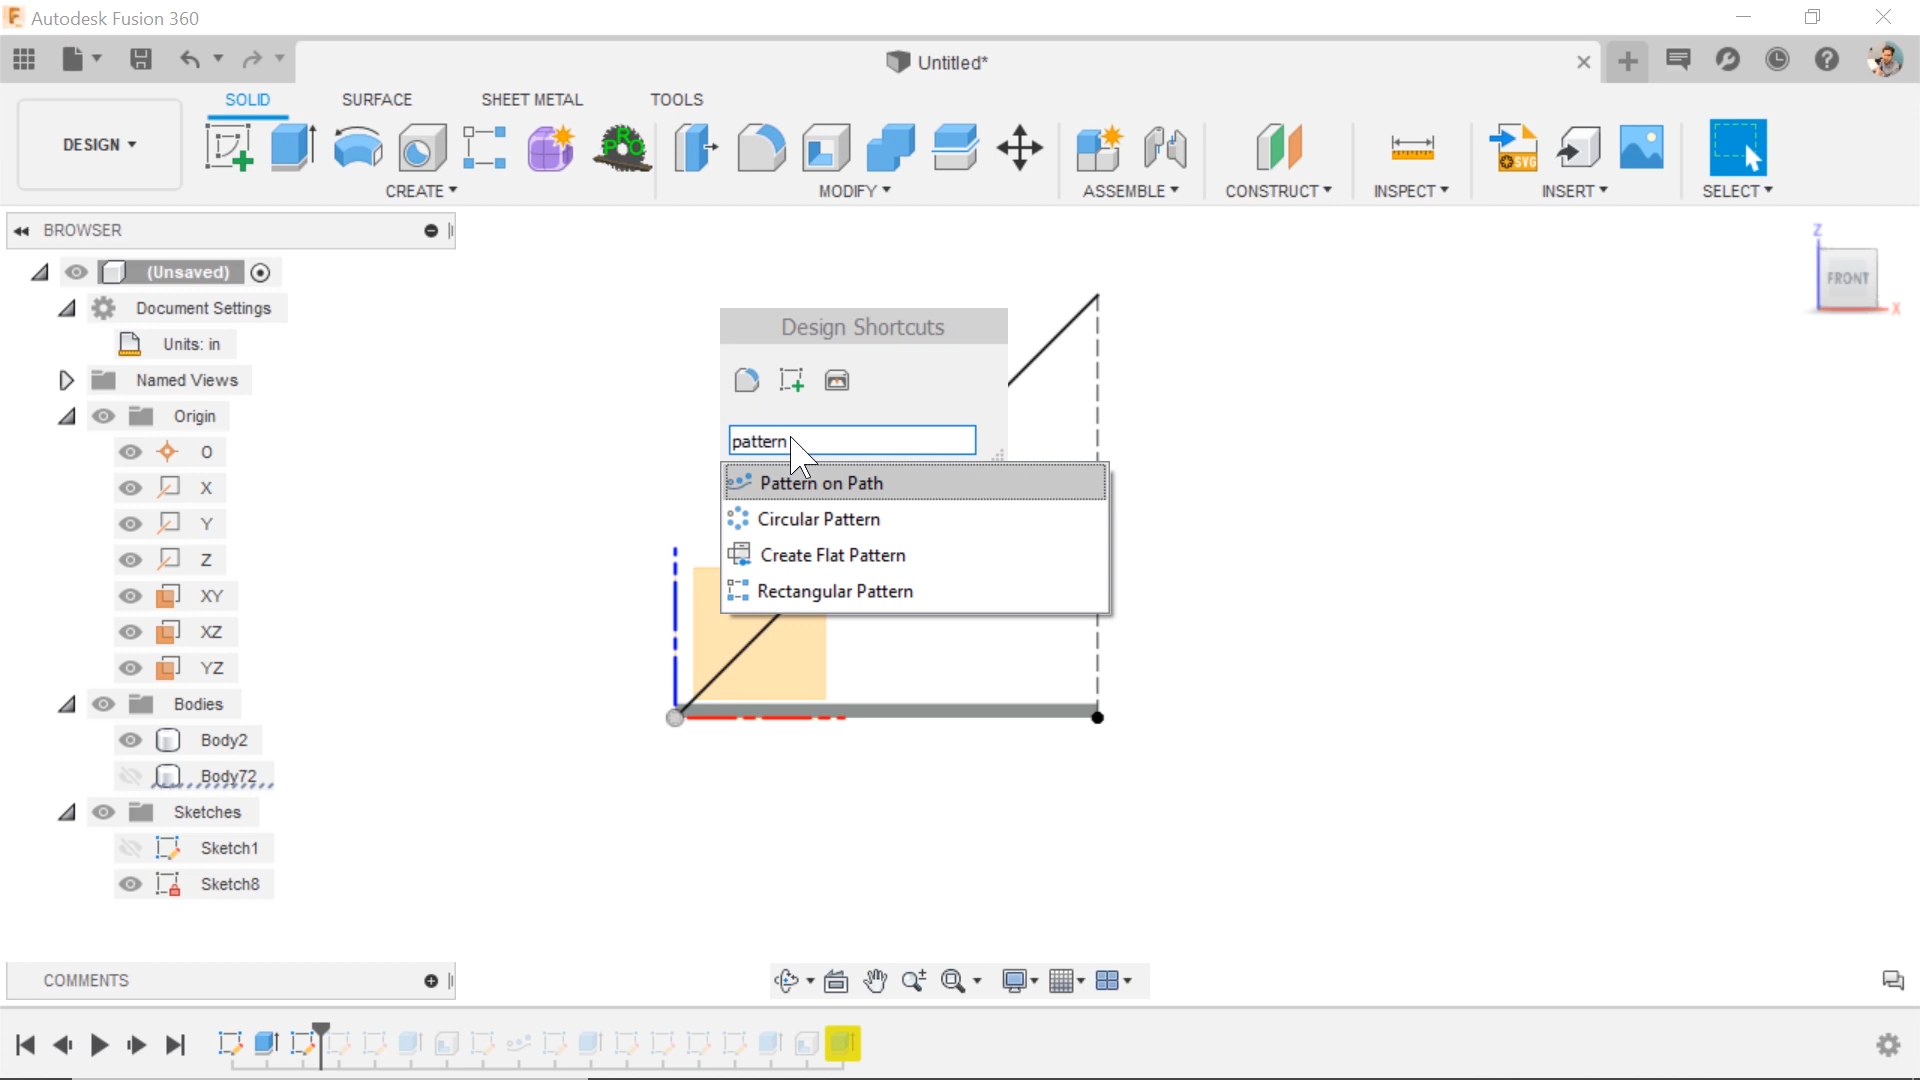 Autodesk Fusion 360
Untitled*
SOLID
SURFACE
SHEET METAL
TOOLS
DESIGN
CREATE
MODIFY
ASSEMBLE
CONSTRUCT
INSPECT
INSERT
SELECT
PRO
SVG
BROWSER
(Unsaved)
Document Settings
Units: in
Named Views
Origin
O
X
Y
Z
XY
XZ
YZ
Bodies
Body2
Body72
Sketches
Sketch1
Sketch8
Design Shortcuts
pattern
Pattern on Path
Circular Pattern
Create Flat Pattern
Rectangular Pattern
Z
FRONT
X
COMMENTS